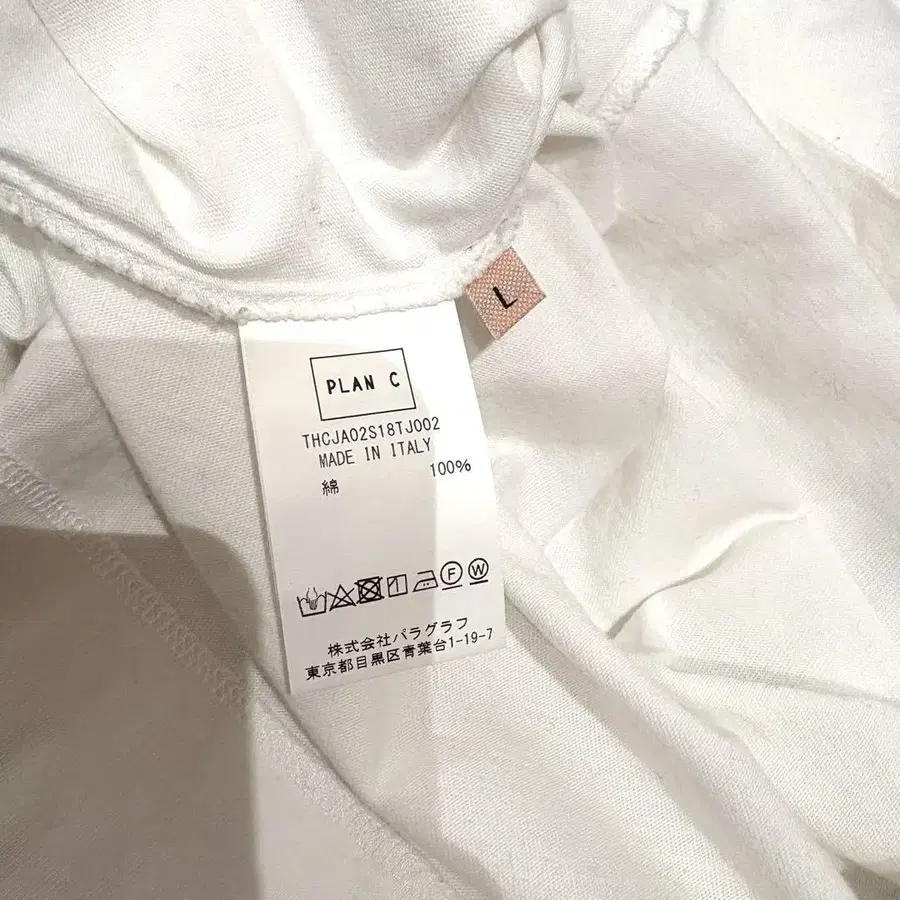 L
PLAN C
THCJA02S18TJ002
MADE IN ITALY
綿 100%
F W
株式会社パラグラフ
東京都目黒区青葉台1-19-7